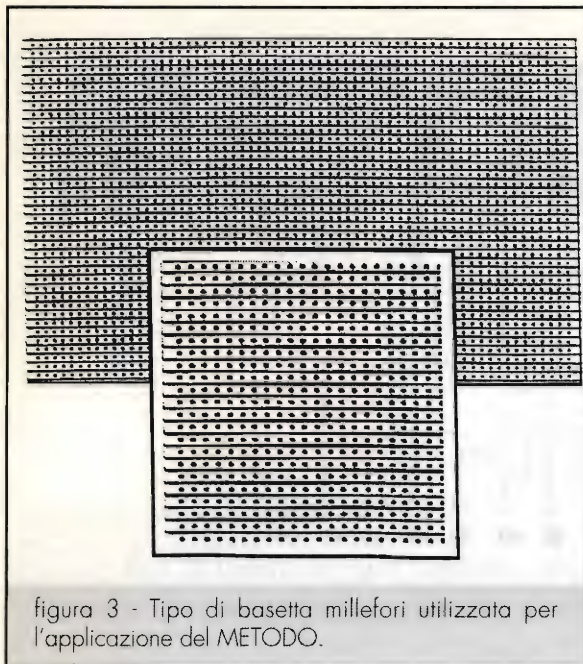 figura 3 - Tipo di basetta millefori utilizzata per
l'applicazione del METODO.